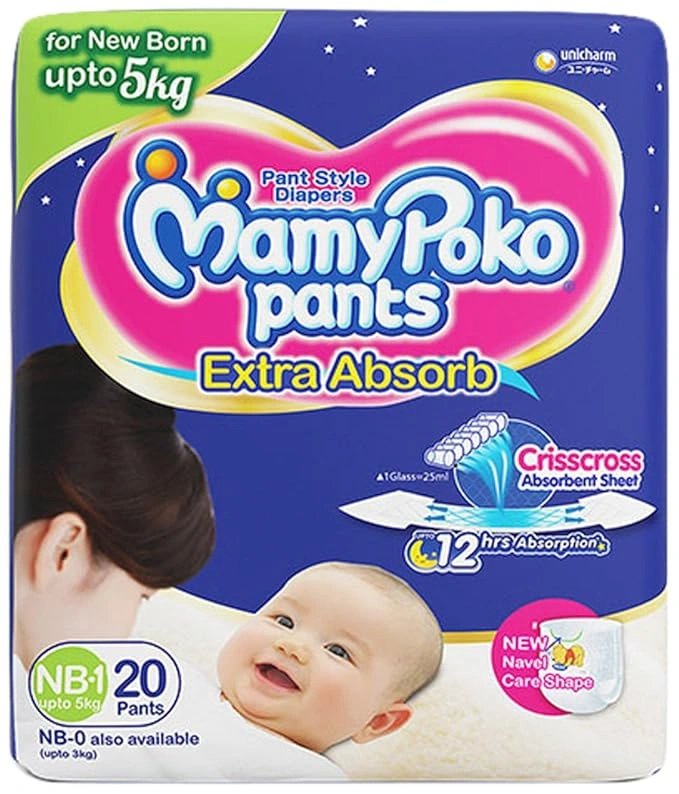 for New Born
upto 5kg
unicharm
ユニ・チャーム
Pant Style
Diapers
MamyPoko
pants
Extra Absorb
▲1Glass=25ml
Crisscross
Absorbent Sheet
UPTO
12 hrs Absorption
NEW
Navel
Care Shape
NB-1
upto 5kg
20
Pants
NB-0 also available
(upto 3kg)